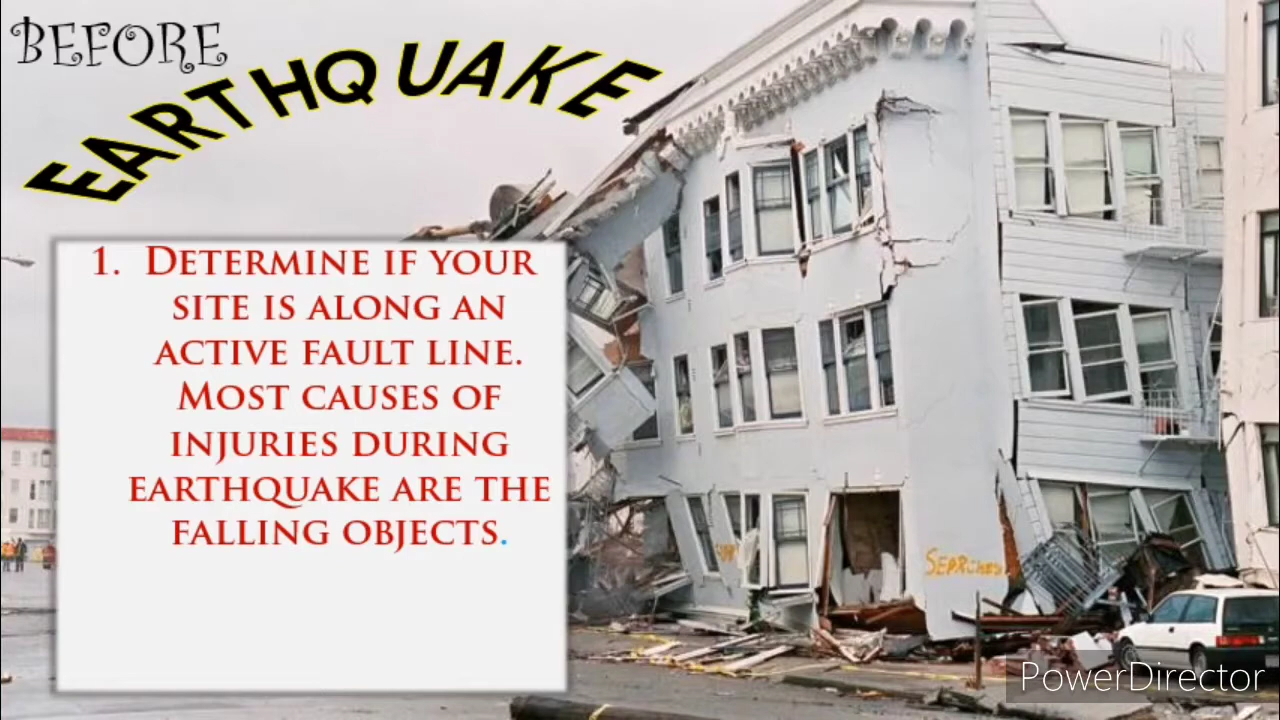 BEFORE
EARTHQUAKE
1. DETERMINE IF YOUR
SITE IS ALONG AN
ACTIVE FAULT LINE.
MOST CAUSES OF
INJURIES DURING
EARTHQUAKE ARE THE
FALLING OBJECTS.
SEARCHED
PowerDirector